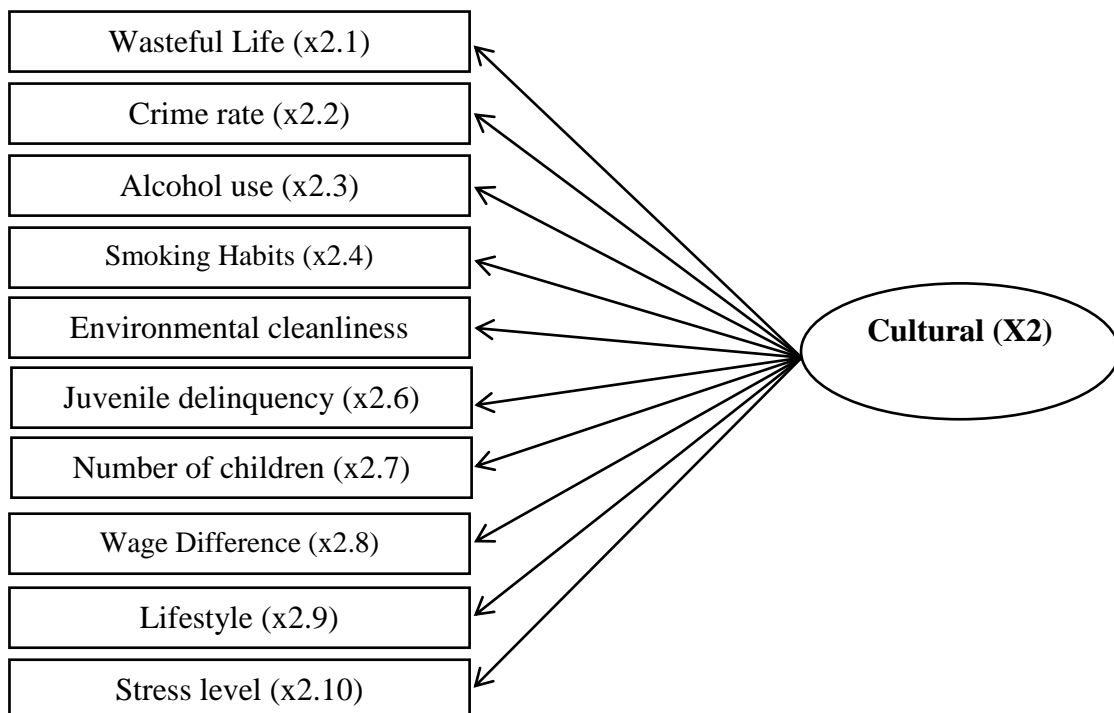 Wasteful Life (x2.1)
Crime rate (x2.2)
Alcohol use (x2.3)
Smoking Habits (x2.4)
Environmental cleanliness
Juvenile delinquency (x2.6)
Number of children (x2.7)
Wage Difference (x2.8)
Lifestyle (x2.9)
Stress level (x2.10)
Cultural (X2)